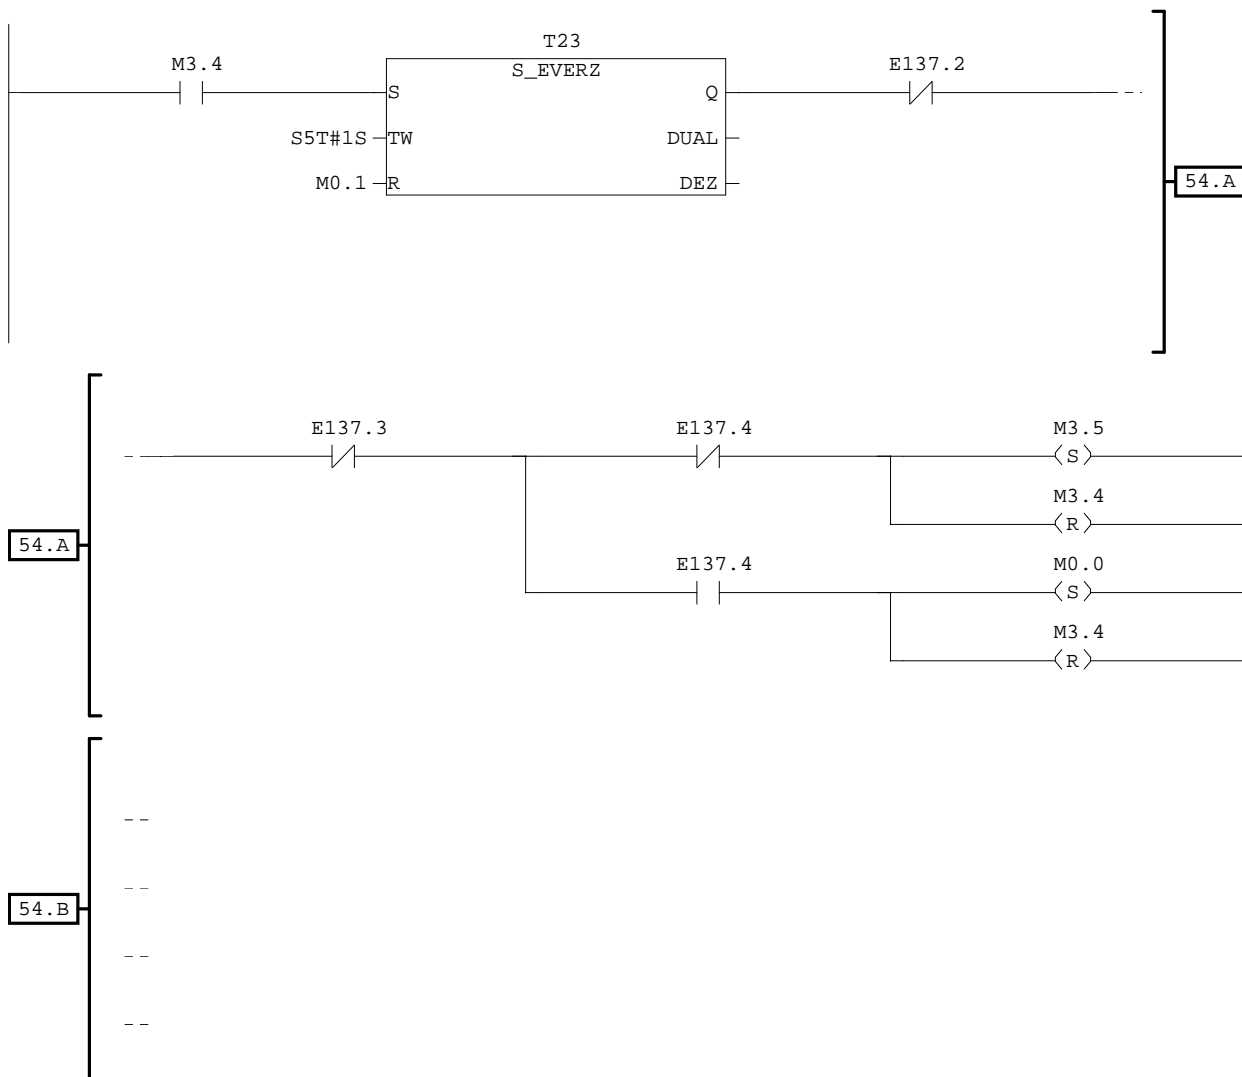 T23
M3.4 S_EVERZ E137.2
S Q
S5T#1S TW DUAL
M0.1 R DEZ
54.A
E137.3 E137.4 M3.5
S
M3.4
54.A R
E137.4 M0.0
S
M3.4
R
54.B